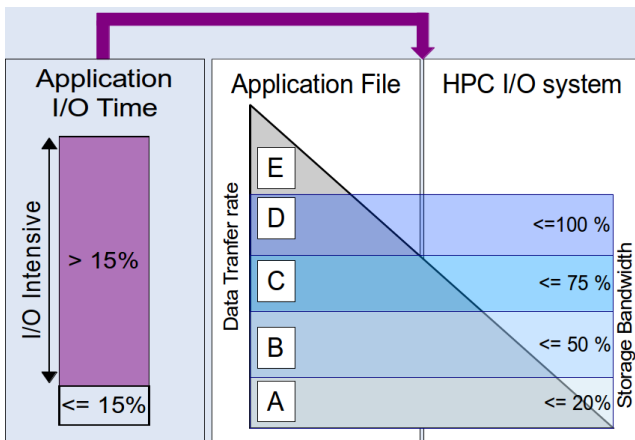 Application
I/O Time
I/O Intensive
> 15%
<= 15%
Application File
HPC I/O system
Data Tranfer rate
E
D
<=100 %
C
<= 75 %
B
<= 50 %
A
<= 20%
Storage Bandwidth